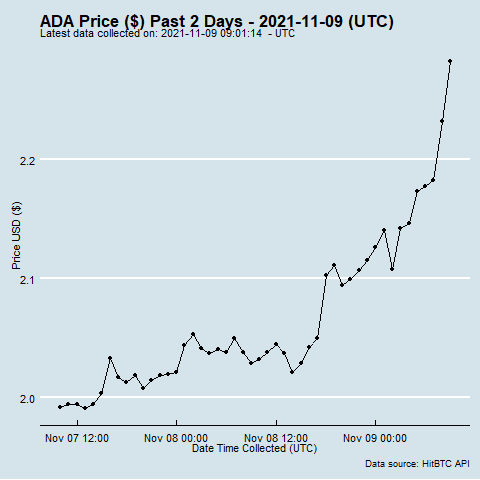 ADA Price ($) Past 2 Days - 2021-11-09 (UTC)
Latest data collected on: 2021-11-09 09:01:14 - UTC
Price USD ($)
2.2
2.1
2.0
Nov 07 12:00 Nov 08 00:00 Nov 08 12:00 Nov 09 00:00
Date Time Collected (UTC)
Data source: HitBTC API